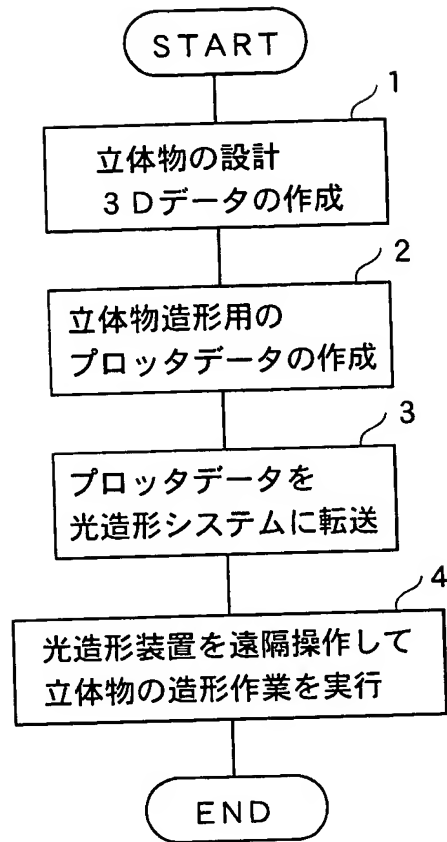 START
1
立体物の設計
3Dデータの作成
2
立体物造形用の
プロッタデータの作成
3
プロッタデータを
光造形システムに転送
4
光造形装置を遠隔操作して
立体物の造形作業を実行
END